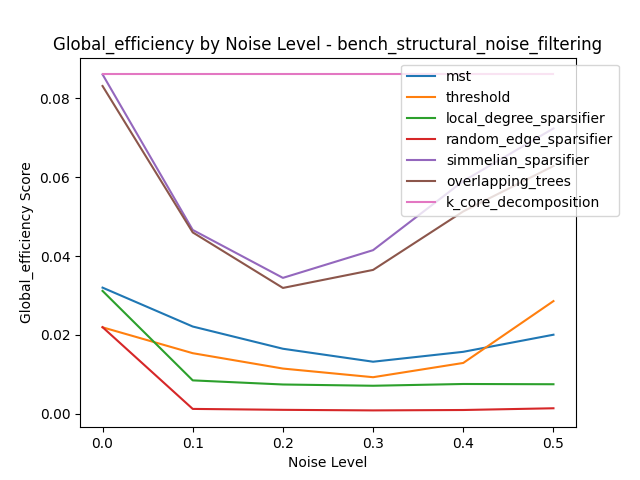 Global_efficiency by Noise Level - bench_structural_noise_filtering
mst
threshold
local_degree_sparsifier
random_edge_sparsifier
simmelian_sparsifier
overlapping_trees
k_core_decomposition
Global_efficiency Score
0.08
0.06
0.04
0.02
0.00
0.0 0.1 0.2 0.3 0.4 0.5
Noise Level